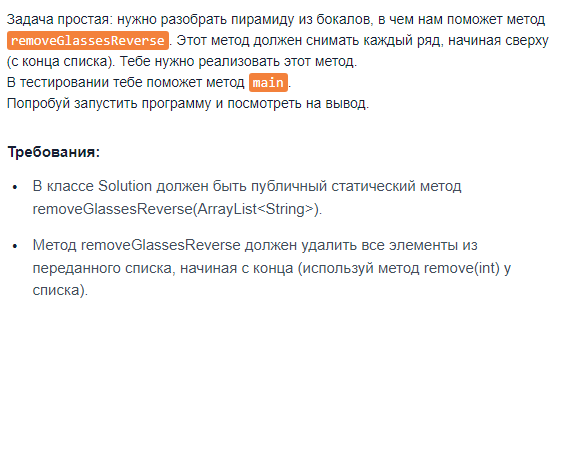 Задача простая: нужно разобрать пирамиду из бокалов, в чем нам поможет метод
removeGlassesReverse. Этот метод должен снимать каждый ряд, начиная сверху
(с конца списка). Тебе нужно реализовать этот метод.
В тестировании тебе поможет метод main.
Попробуй запустить программу и посмотреть на вывод.
Требования:
• В классе Solution должен быть публичный статический метод
removeGlassesReverse(ArrayList<String>).
• Метод removeGlassesReverse должен удалить все элементы из
переданного списка, начиная с конца (используй метод remove(int) у
списка).